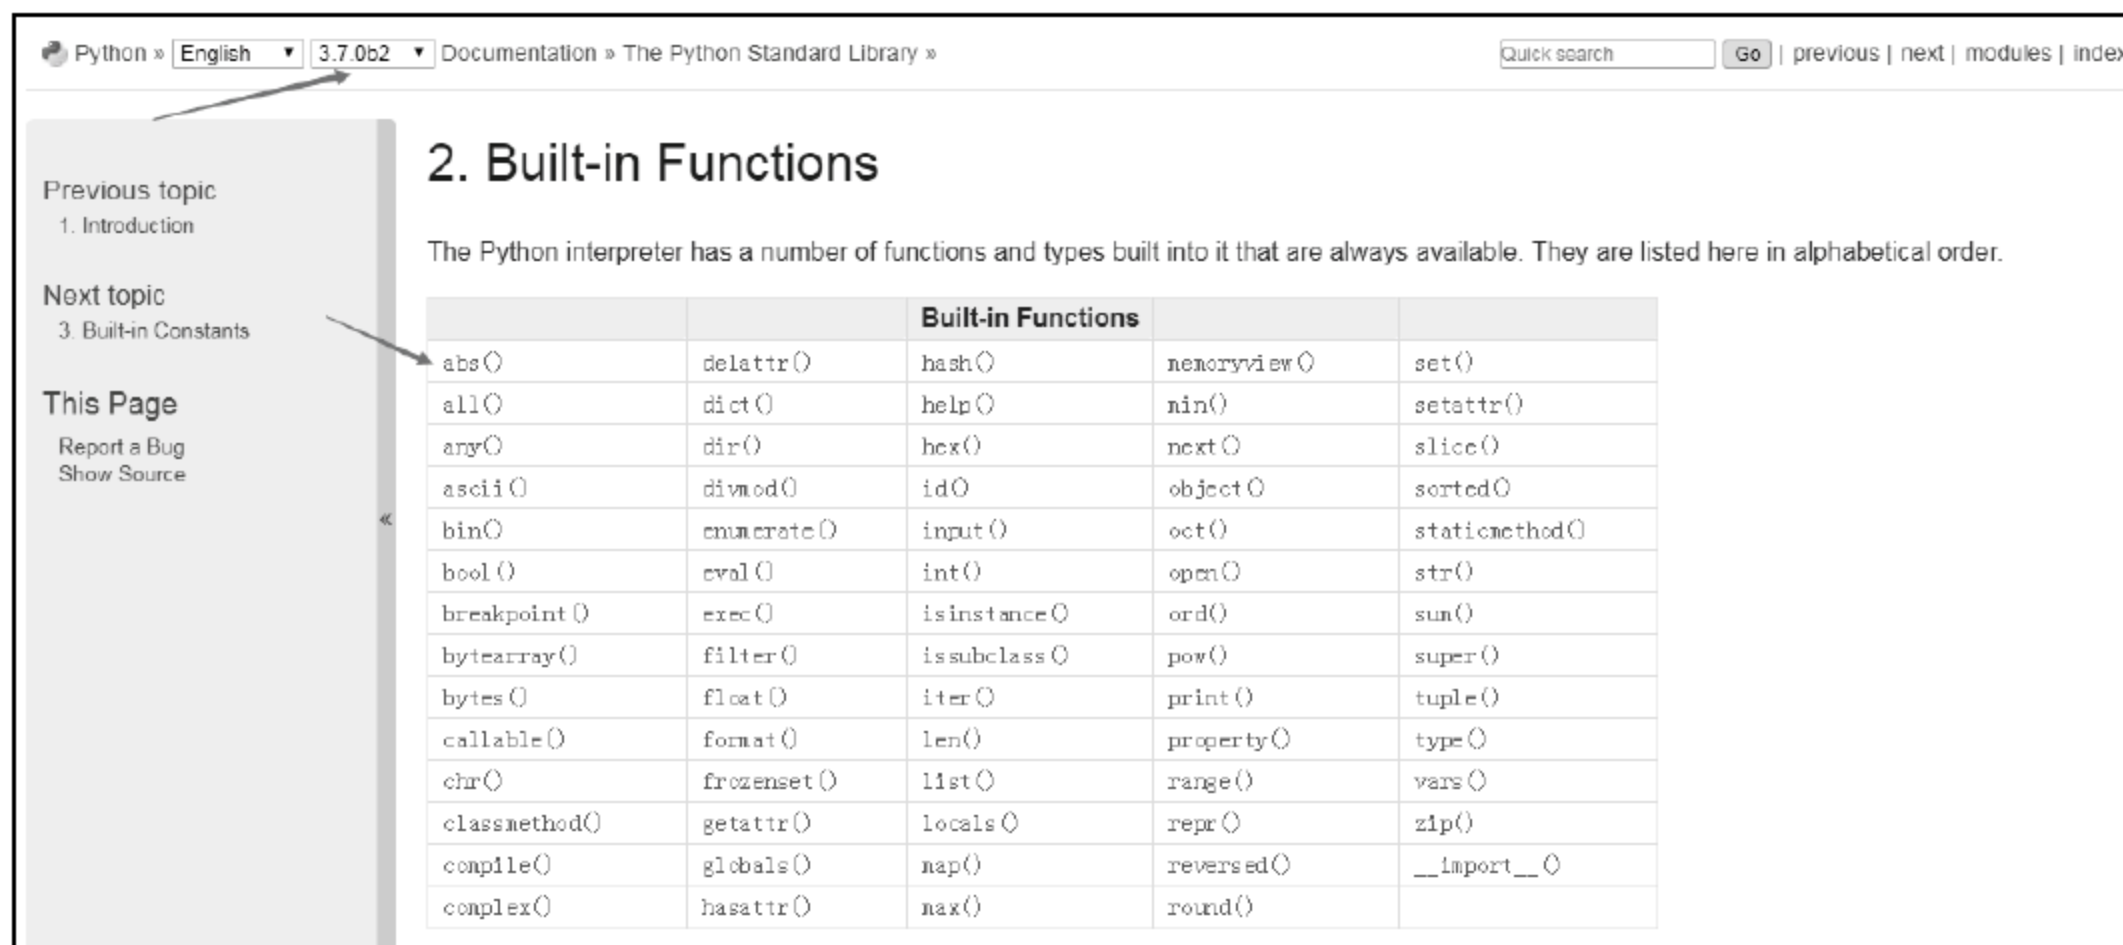 Python » English 3.7.0b2 Documentation » The Python Standard Library » Quick search Go | previous | next | modules | index
Previous topic
1. Introduction
Next topic
3. Built-in Constants
This Page
Report a Bug
Show Source
«
2. Built-in Functions
The Python interpreter has a number of functions and types built into it that are always available. They are listed here in alphabetical order.
Built-in Functions
abs() delattr() hash() memoryview() set()
all() dict() help() min() setattr()
any() dir() hex() next() slice()
ascii() divmod() id() object() sorted()
bin() enumerate() input() oct() staticmethod()
bool() eval() int() open() str()
breakpoint() exec() isinstance() ord() sum()
bytearray() filter() issubclass() pow() super()
bytes() float() iter() print() tuple()
callable() format() len() property() type()
chr() frozenset() list() range() vars()
classmethod() getattr() locals() repr() zip()
compile() globals() map() reversed() __import__()
complex() hasattr() max() round()